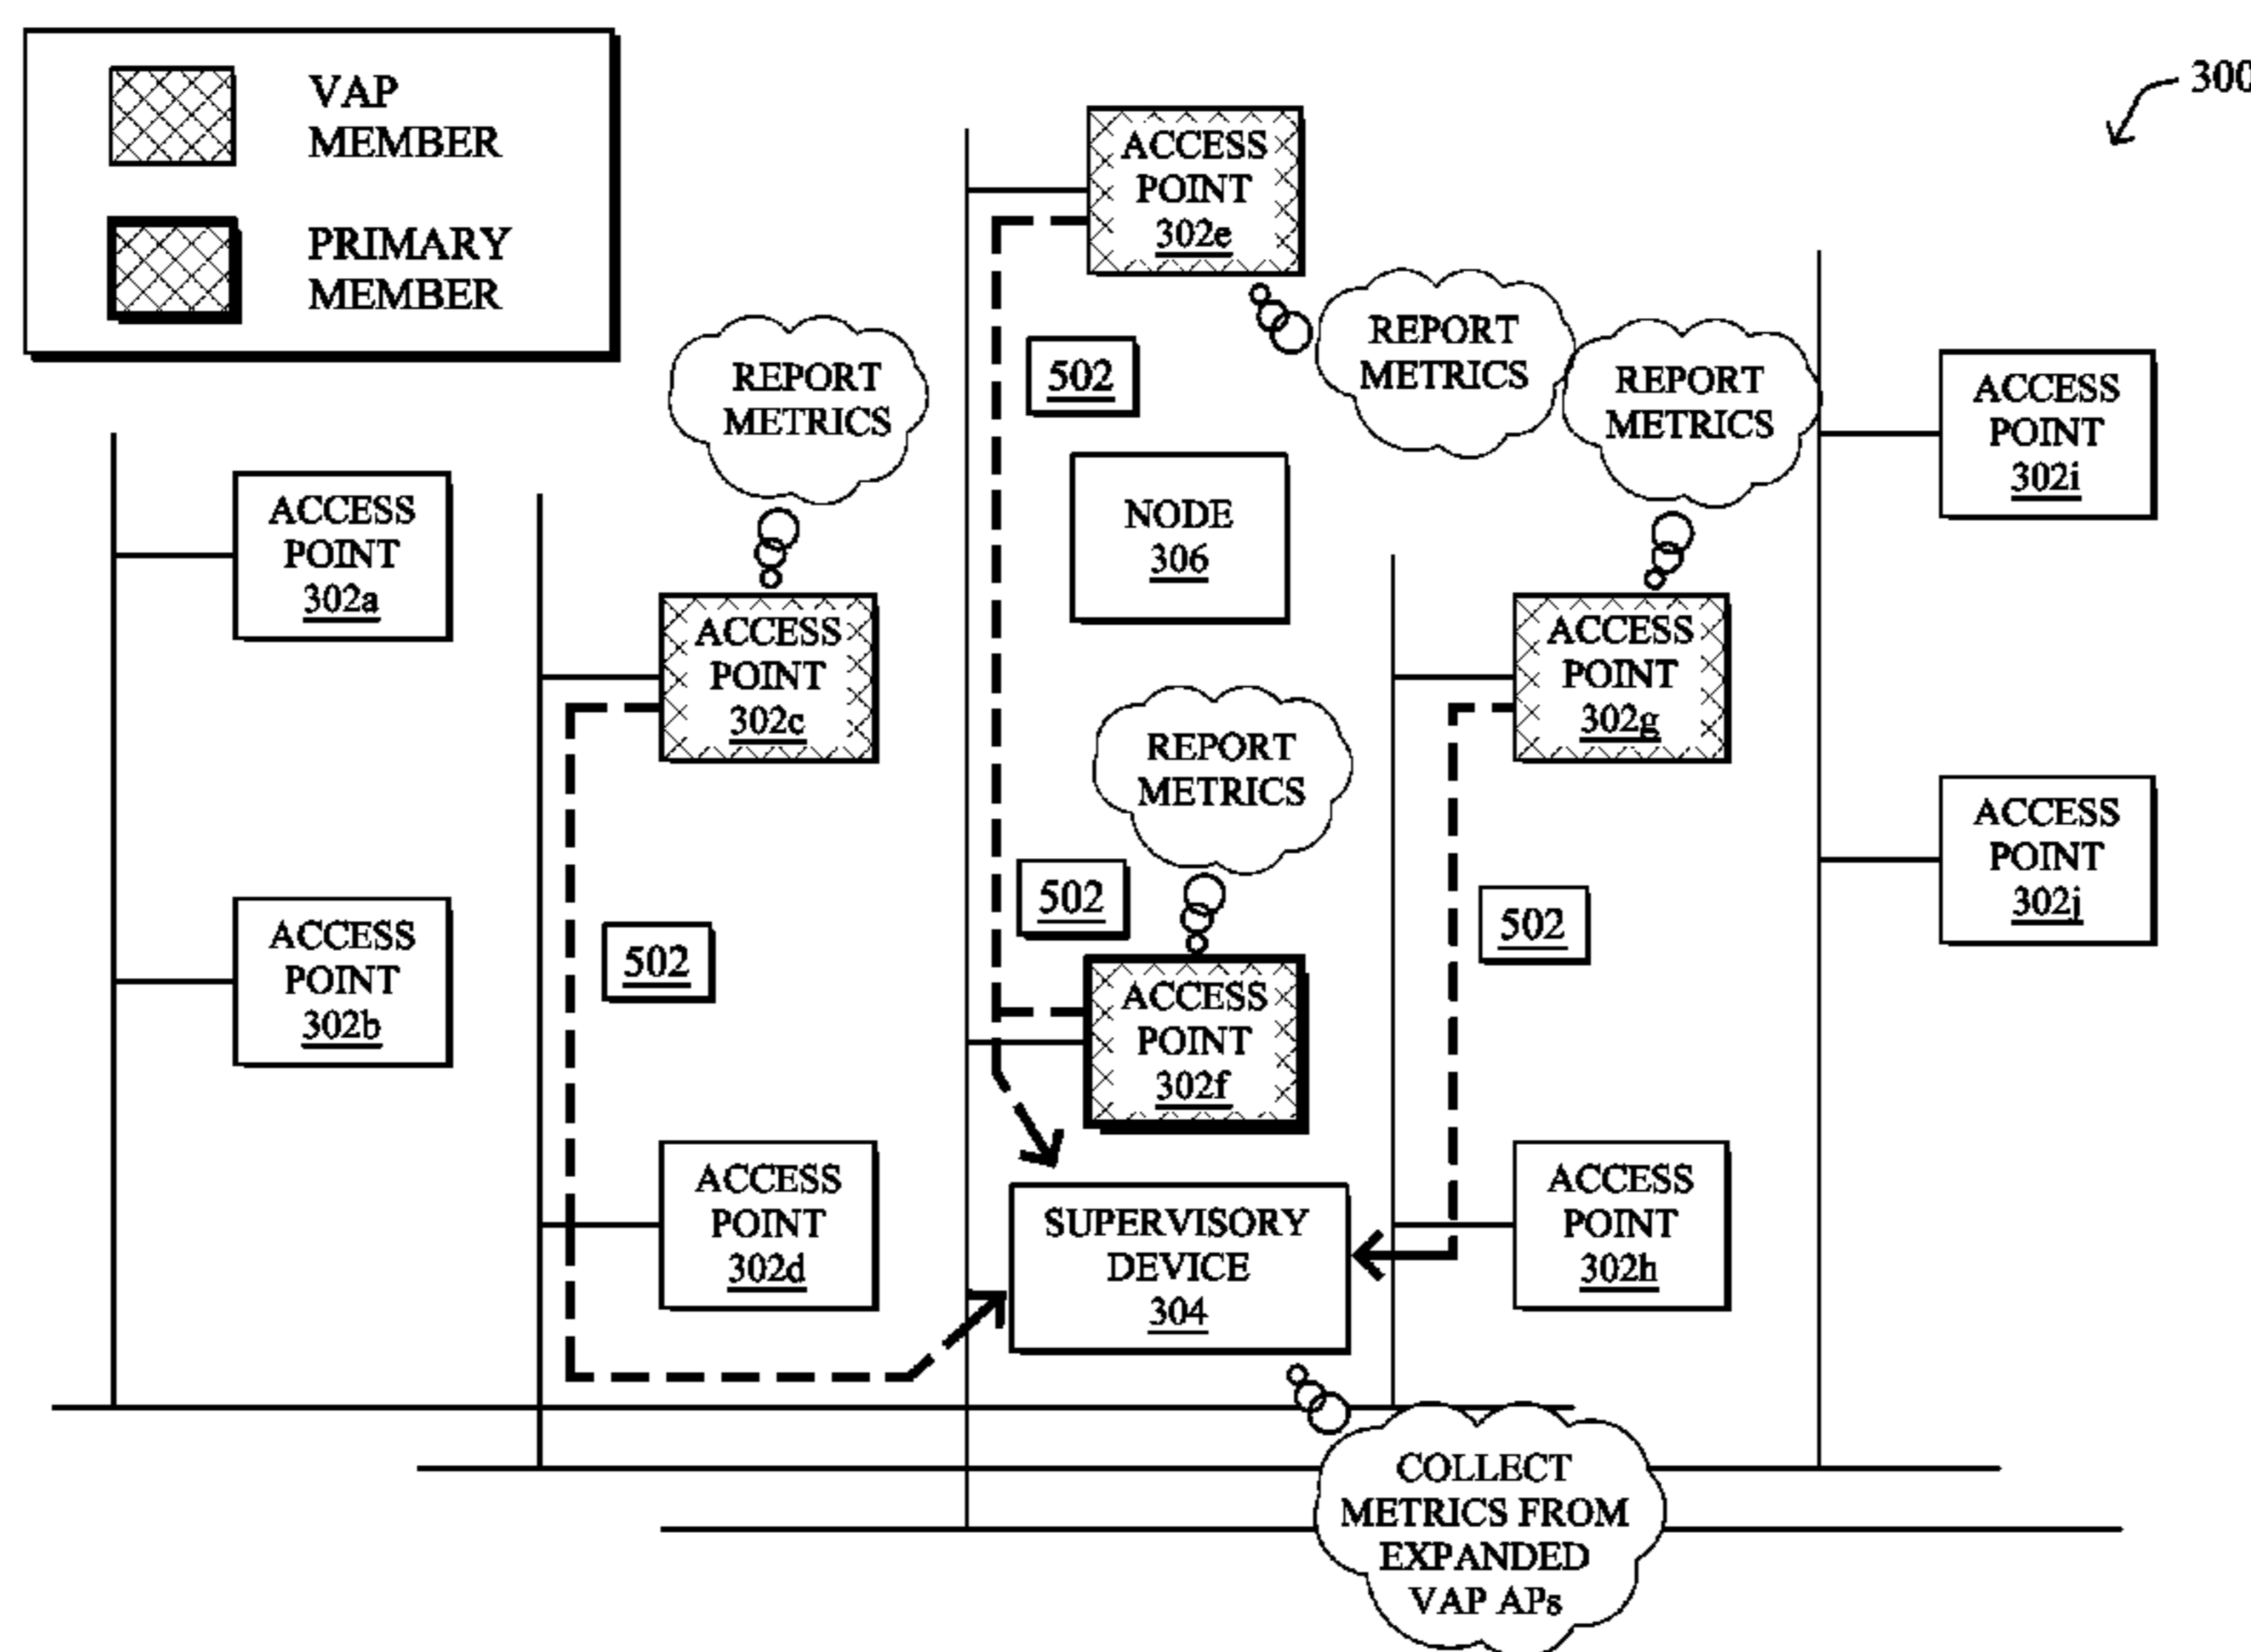 VAP
MEMBER
PRIMARY
MEMBER
300
ACCESS
POINT
302e
REPORT
METRICS
REPORT
METRICS
REPORT
METRICS
502
ACCESS
POINT
302i
ACCESS
POINT
302a
NODE
306
ACCESS
POINT
302c
ACCESS
POINT
302g
REPORT
METRICS
ACCESS
POINT
302j
502
502
502
ACCESS
POINT
302b
ACCESS
POINT
302f
ACCESS
POINT
302d
SUPERVISORY
DEVICE
304
ACCESS
POINT
302h
COLLECT
METRICS FROM
EXPANDED
VAP APs